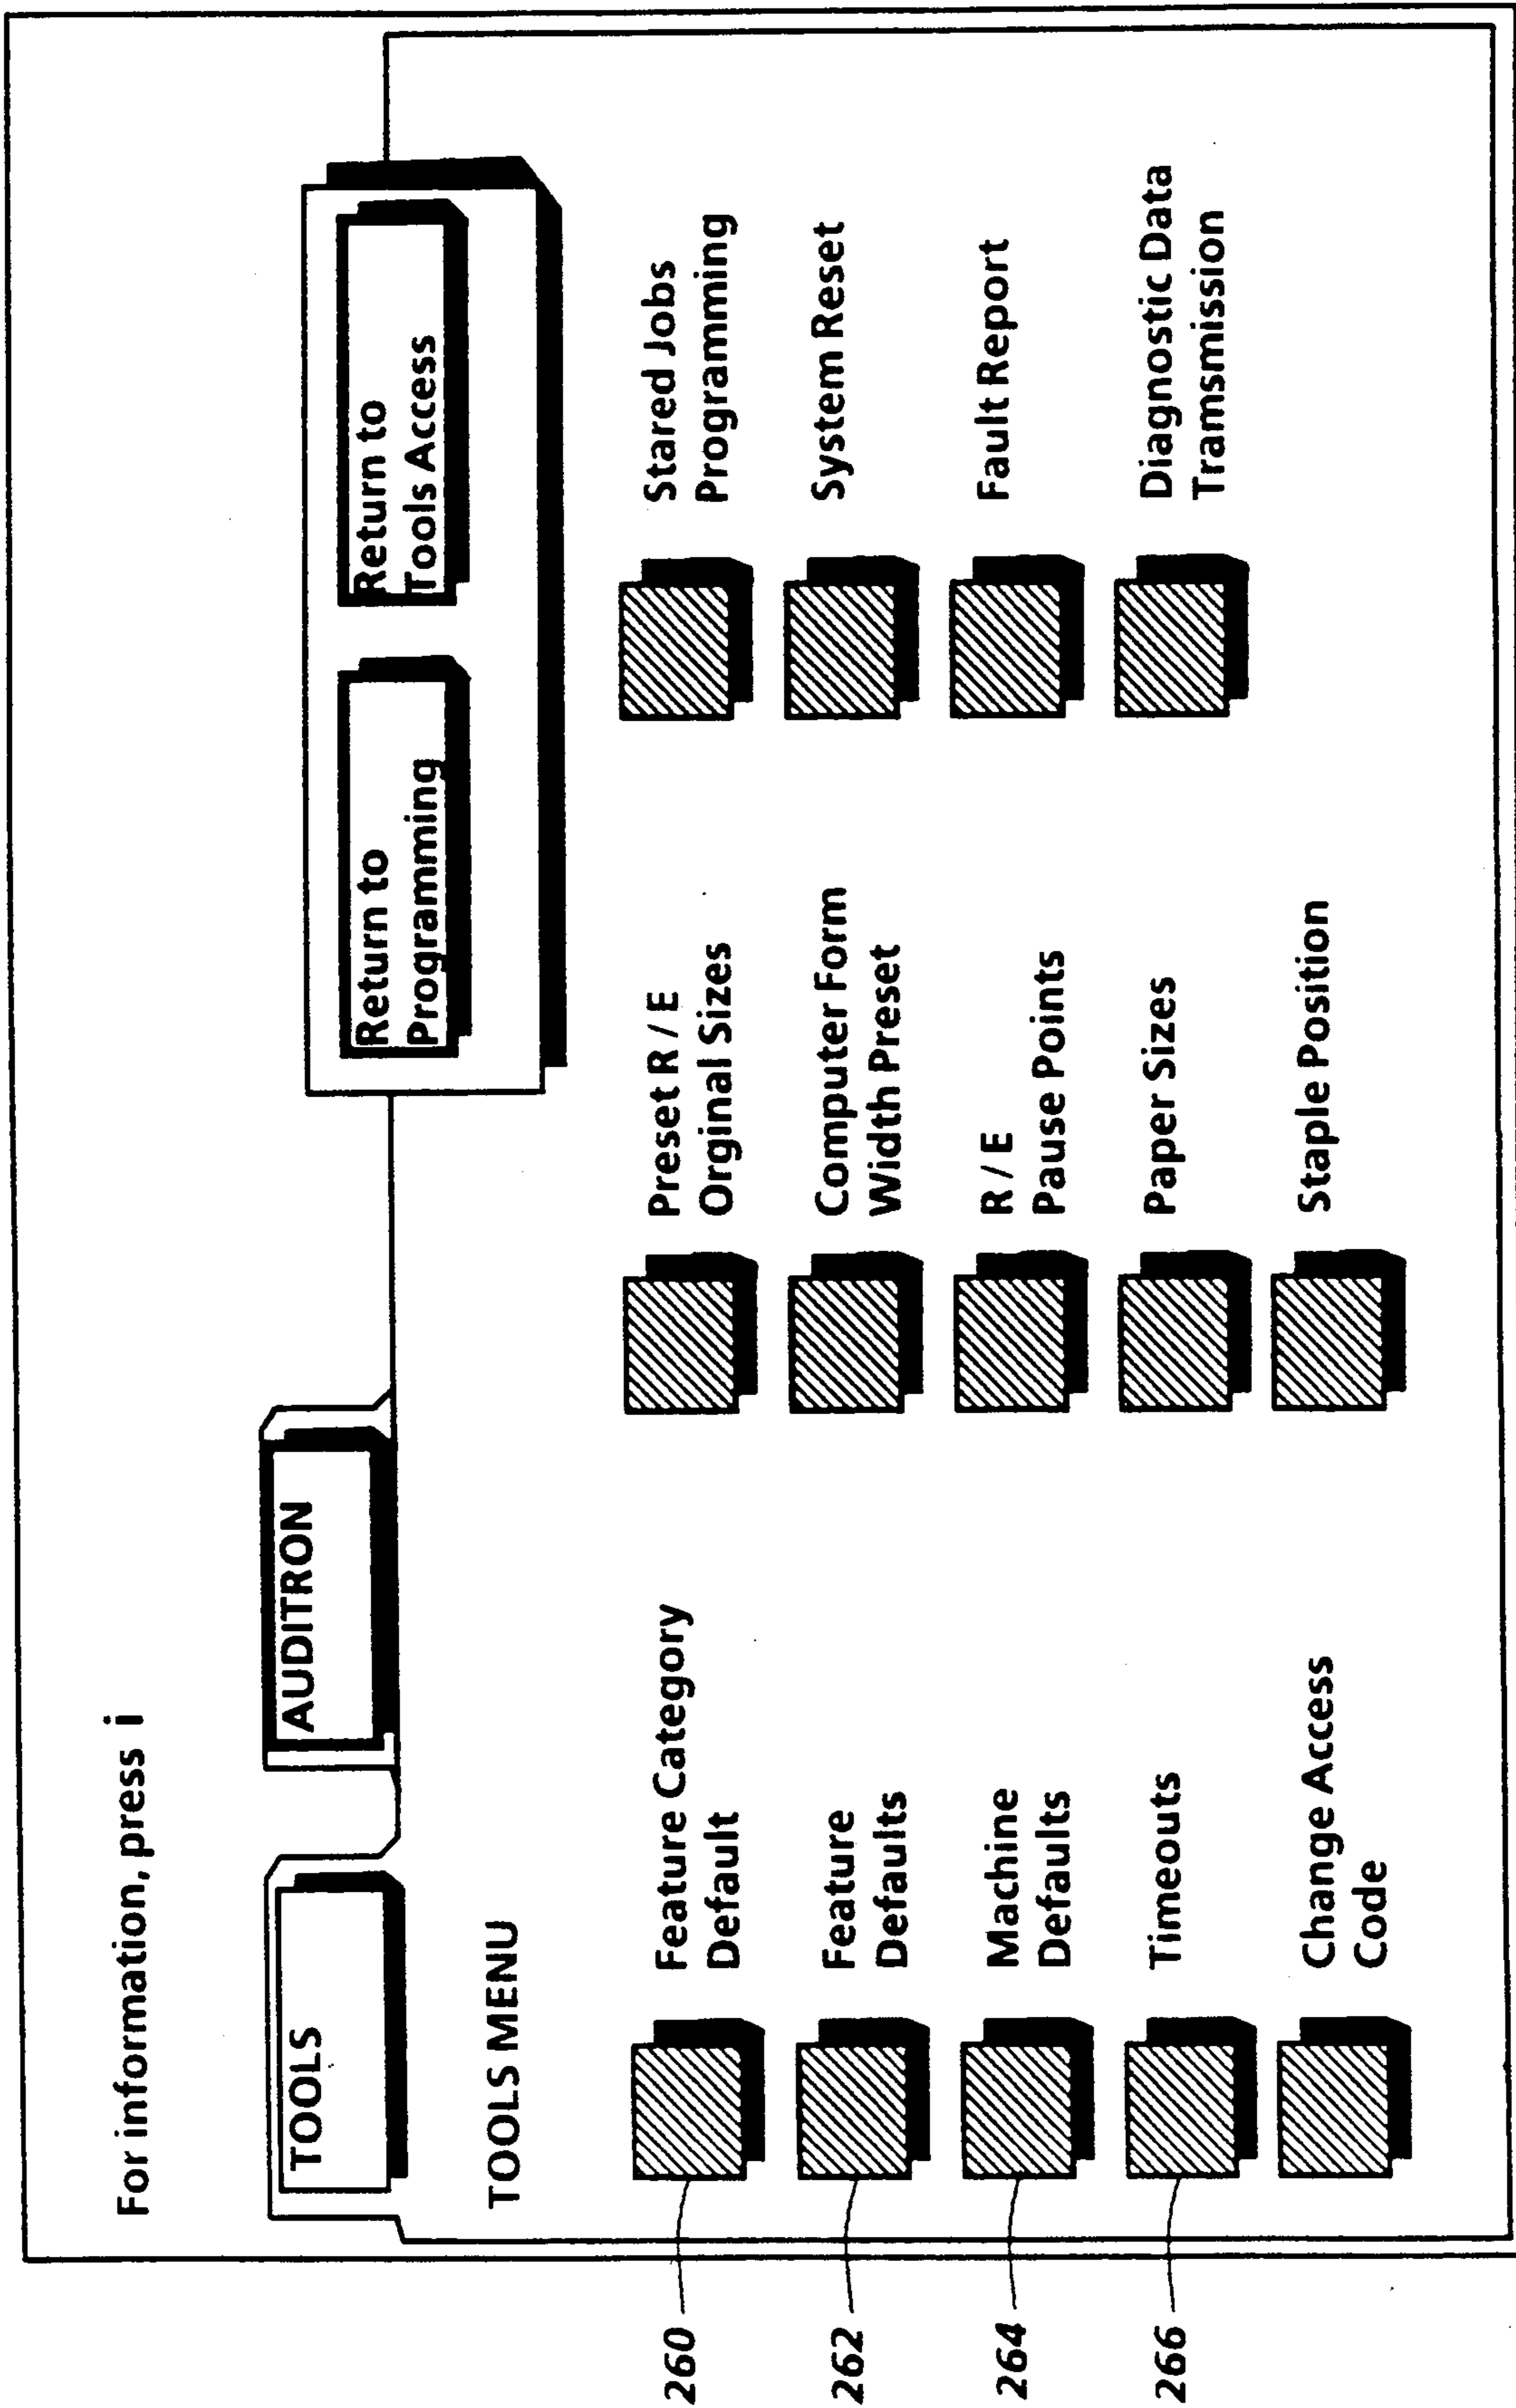 For information, press i
TOOLS
AUDITRON
Return to
Programming
Return to
Tools Access
TOOLS MENU
260
Feature Category
Default
262
Feature
Defaults
264
Machine
Defaults
266
Timeouts
Change Access
Code
Preset R / E
Orginal Sizes
Computer Form
Width Preset
R / E
Pause Points
Paper Sizes
Staple Position
Stared Jobs
Programming
System Reset
Fault Report
Diagnostic Data
Tramsmission